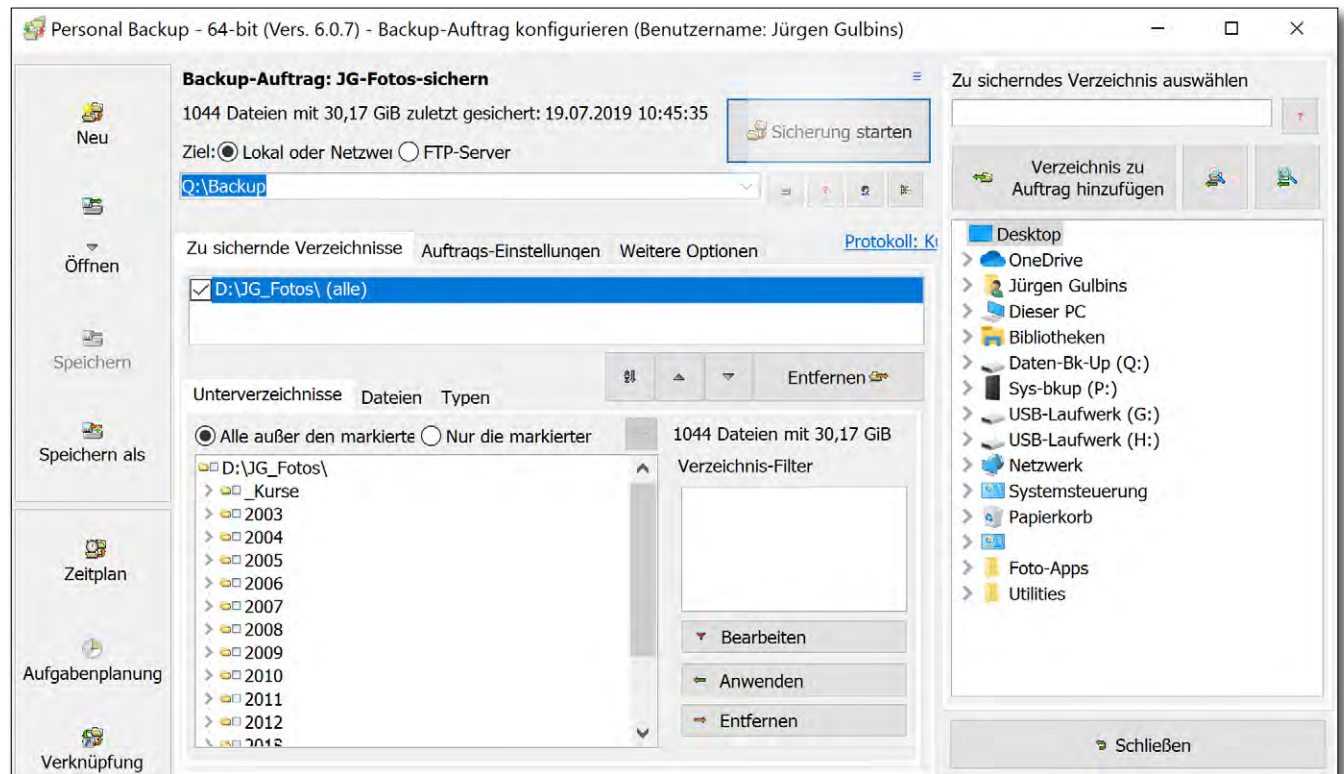 Personal Backup - 64-bit (Vers. 6.0.7) - Backup-Auftrag konfigurieren (Benutzername: Jürgen Gulbins)
Neu
Öffnen
Speichern
Speichern als
Zeitplan
Aufgabenplanung
Verknüpfung
Backup-Auftrag: JG-Fotos-sichern
1044 Dateien mit 30,17 GiB zuletzt gesichert: 19.07.2019 10:45:35
Sicherung starten
Ziel: Lokal oder Netzwer FTP-Server
Q:\Backup
Zu sichernde Verzeichnisse Auftrags-Einstellungen Weitere Optionen Protokoll:
D:\JG_Fotos\ (alle)
Entfernen
Unterverzeichnisse Dateien Typen
Alle außer den markierte Nur die markierter 1044 Dateien mit 30,17 GiB
D:\JG_Fotos\
_Kurse
2003
2004
2005
2006
2007
2008
2009
2010
2011
2012
Verzeichnis-Filter
Bearbeiten
Anwenden
Entfernen
Zu sicherndes Verzeichnis auswählen
Verzeichnis zu
Auftrag hinzufügen
Desktop
OneDrive
Jürgen Gulbins
Dieser PC
Bibliotheken
Daten-Bk-Up (Q:)
Sys-bkup (P:)
USB-Laufwerk (G:)
USB-Laufwerk (H:)
Netzwerk
Systemsteuerung
Papierkorb
Foto-Apps
Utilities
Schließen